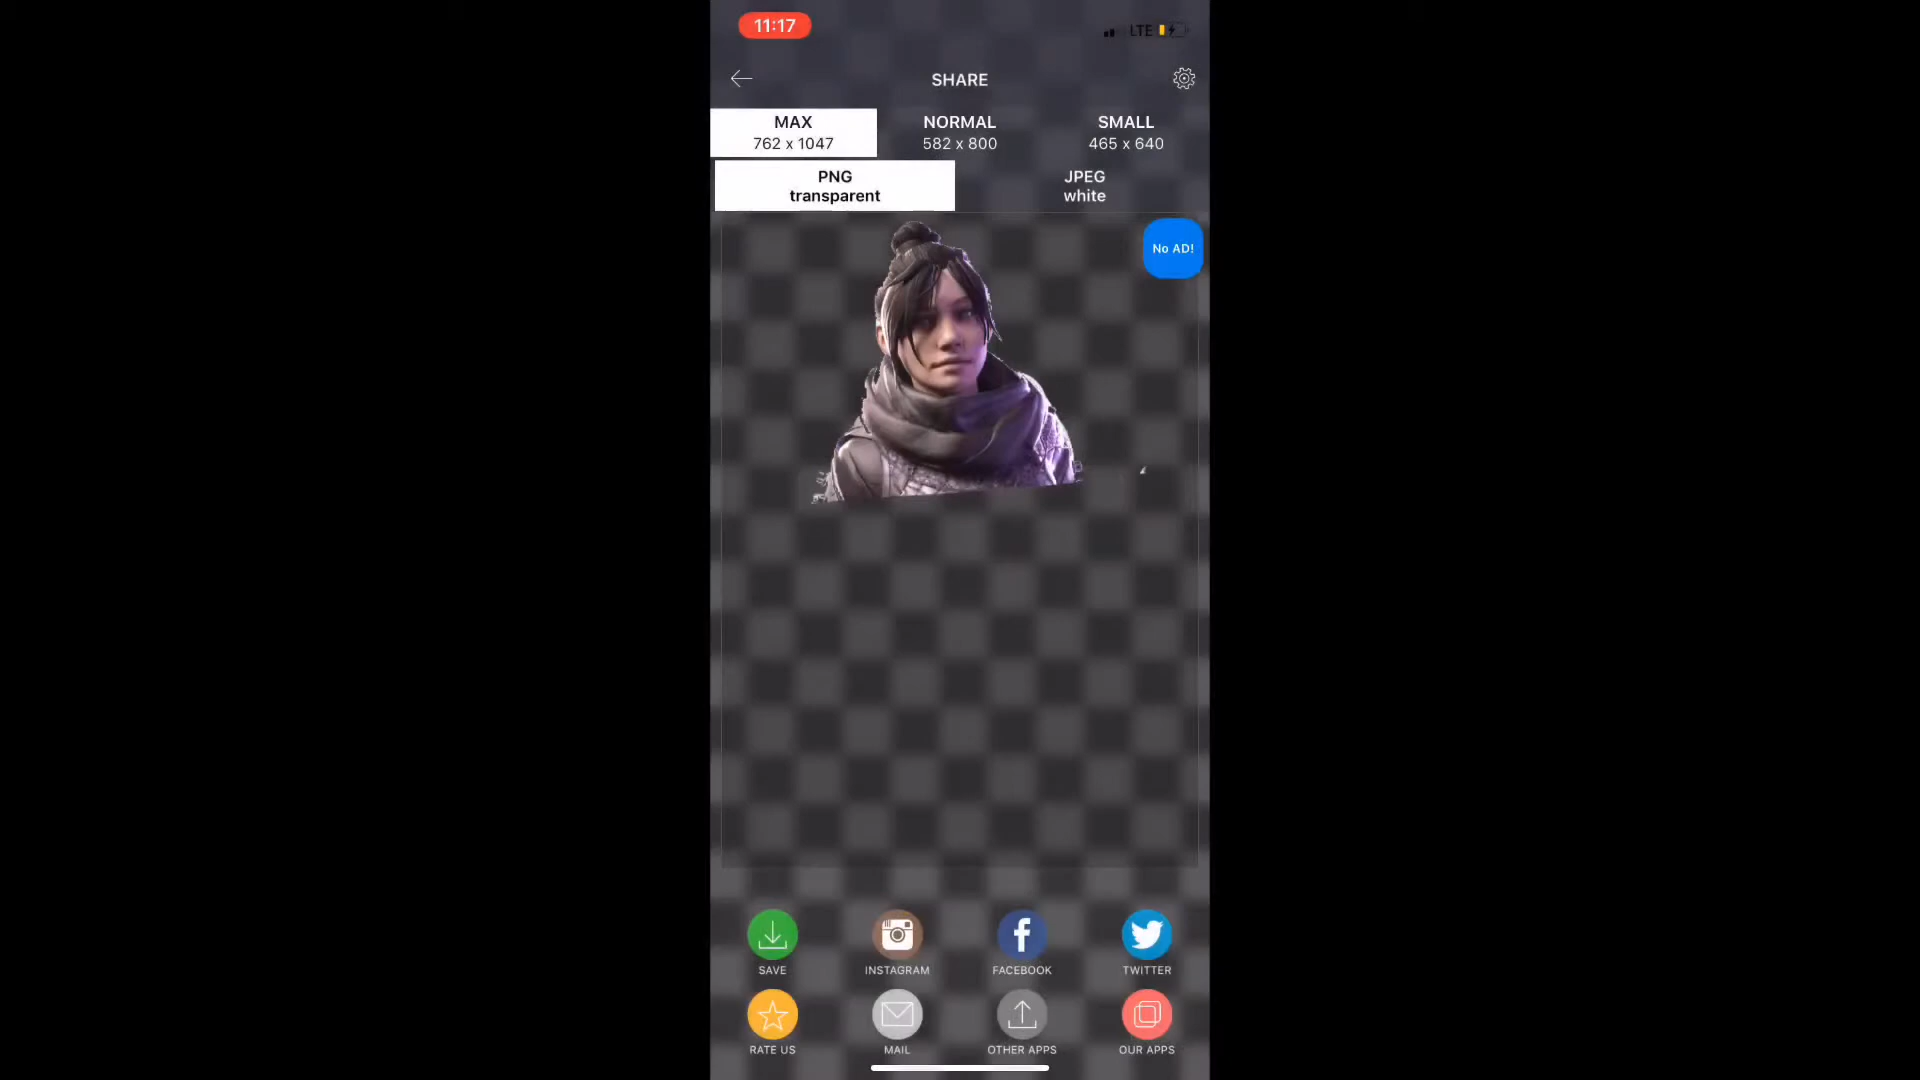 11:17
LTE
SHARE
MAX
762 x 1047
NORMAL
582 x 800
SMALL
465 x 640
PNG
transparent
JPEG
white
No AD!
SAVE
INSTAGRAM
FACEBOOK
TWITTER
RATE US
MAIL
OTHER APPS
OUR APPS